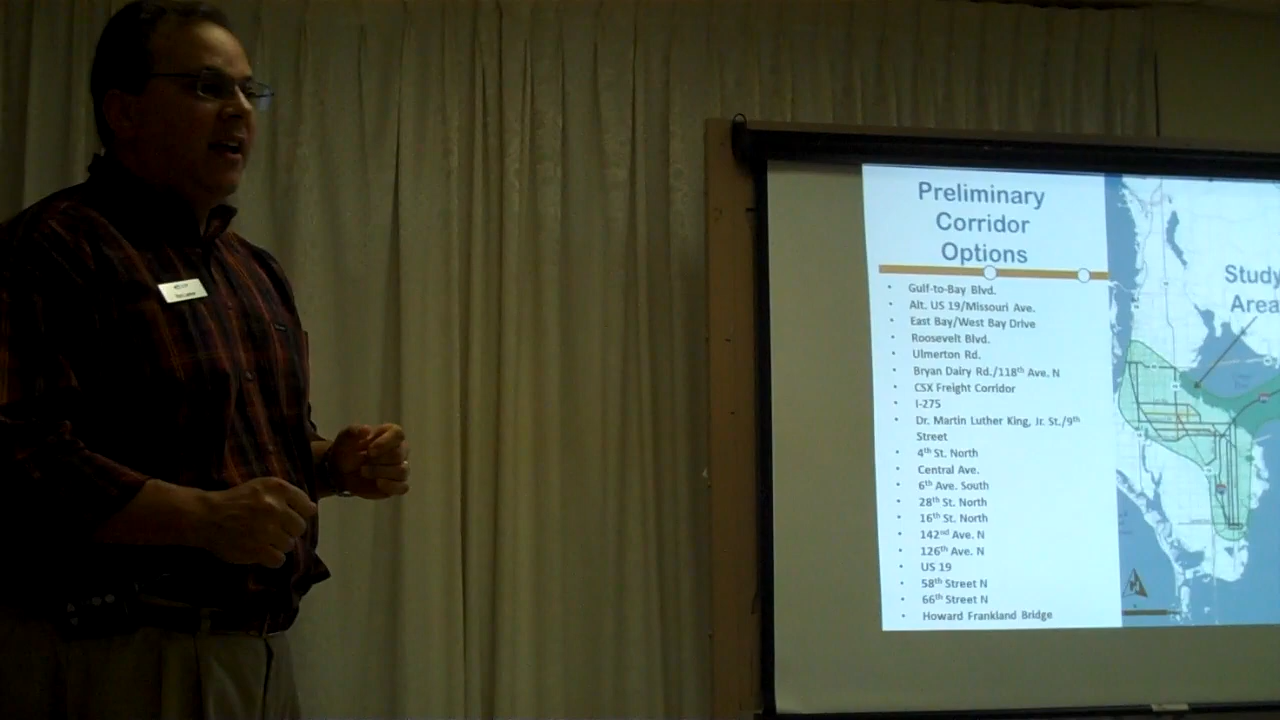 Preliminary
Corridor
Options
Gulf-to-Bay Blvd.
Alt. US 19/Missouri Ave.
East Bay/West Bay Drive
Roosevelt Blvd.
Ulmerton Rd.
Bryan Dairy Rd./118th Ave. N
CSX Freight Corridor
I-275
Dr. Martin Luther King, Jr. St./9th
Street
4th St. North
Central Ave.
6th Ave. South
28th St. North
16th St. North
142nd Ave. N
126th Ave. N
US 19
58th Street N
66th Street N
Howard Frankland Bridge
Study
Area